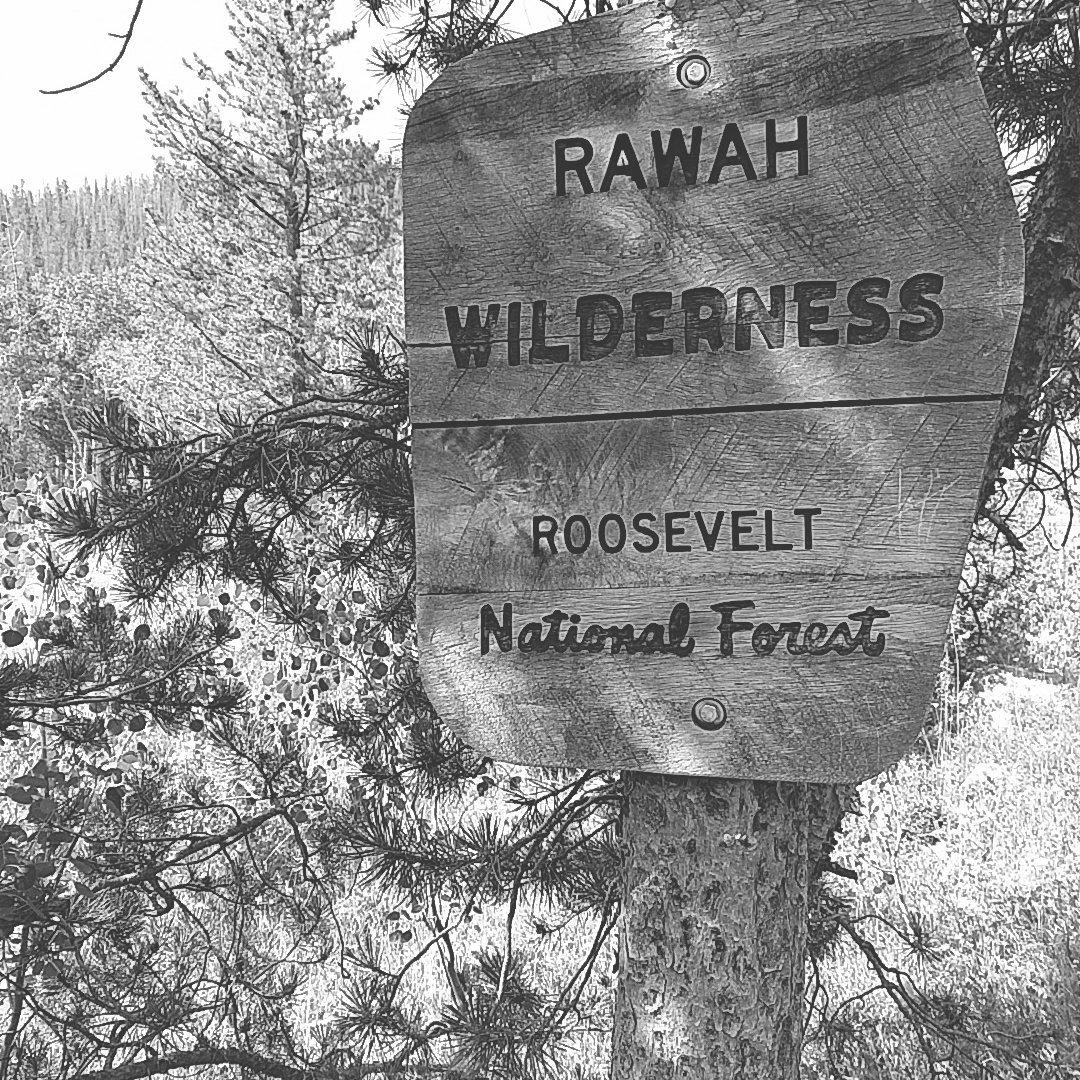 RAWAH
WILDERNESS
ROOSEVELT
National Forest